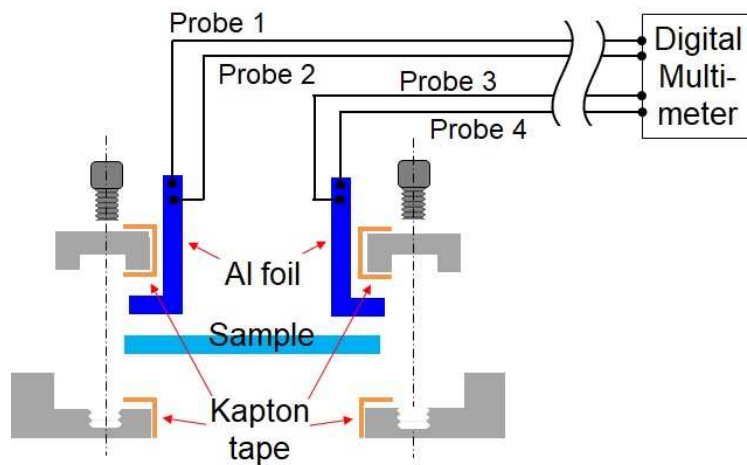 Probe 1
Probe 2
Probe 3
Probe 4
Digital
Multi-
meter
Al foil
Sample
Kapton
tape